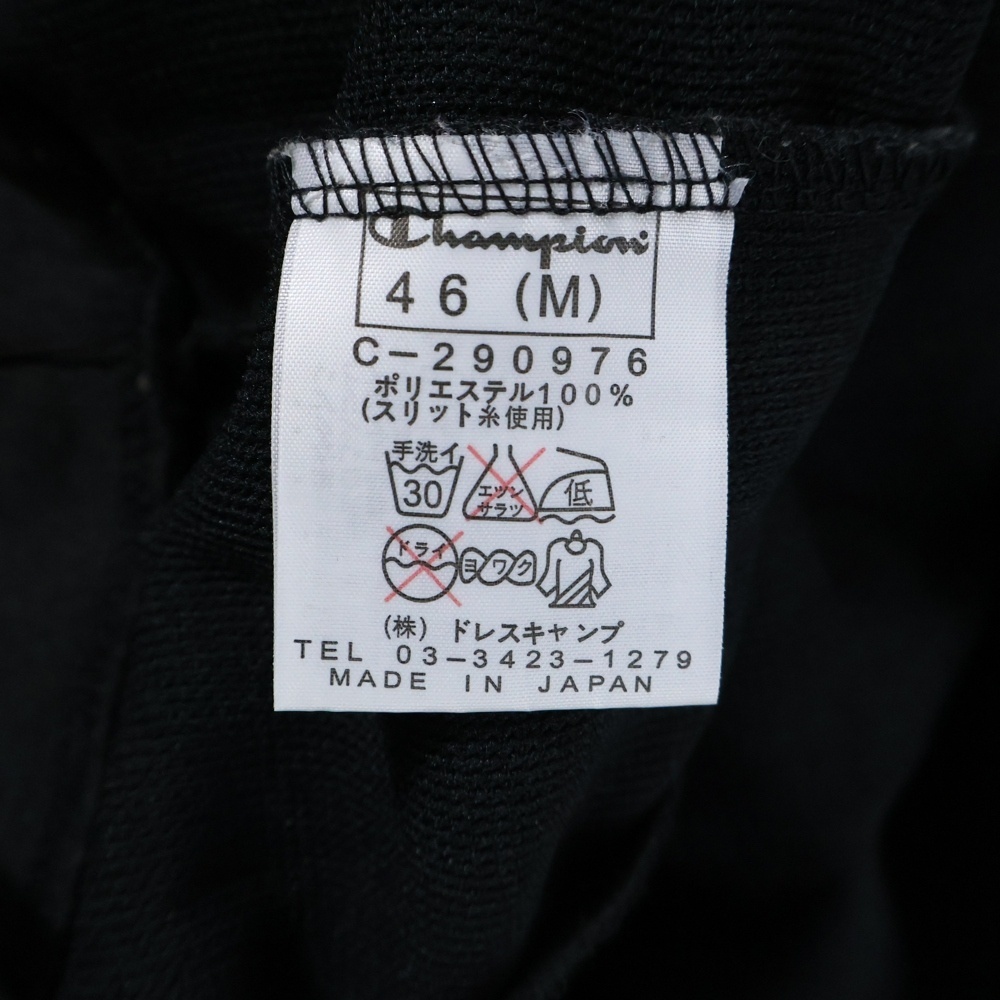 Champion
46 (M)
C-290976
ポリエステル100%
(スリット糸使用)
手洗イ
30
エンソ
サラシ
低
ドライ
ヨワク
(株) ドレスキャンプ
TEL 03-3423-1279
MADE IN JAPAN